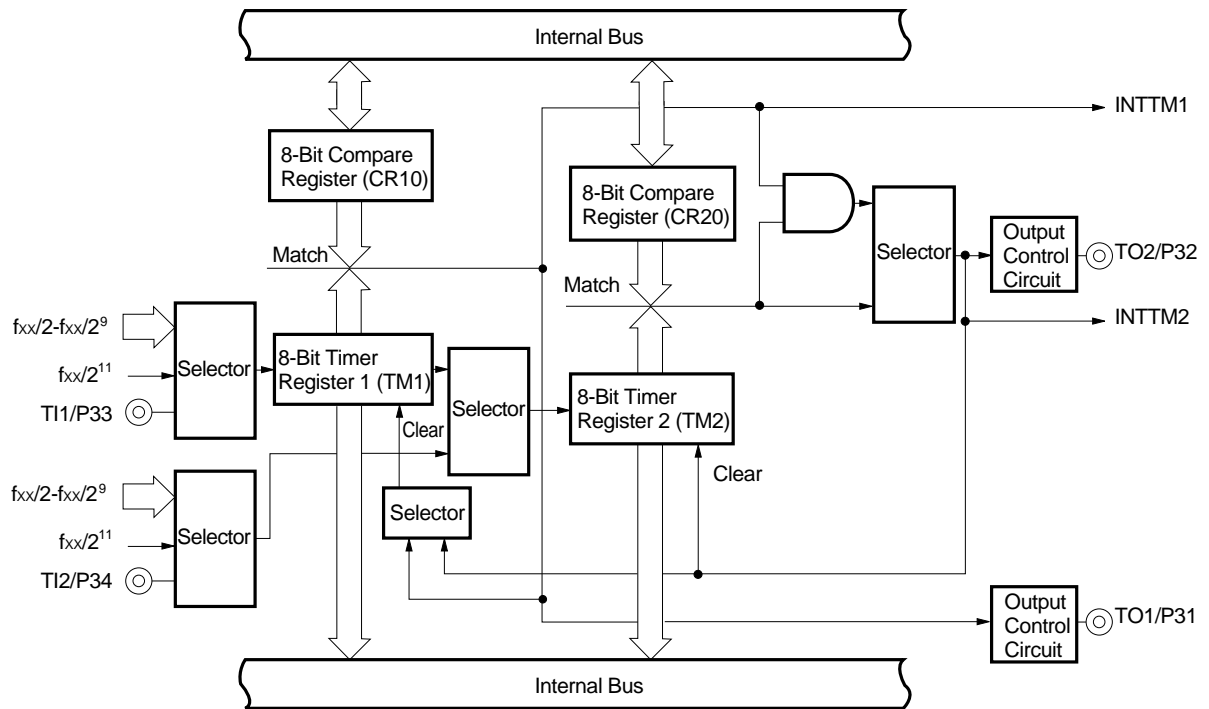 Internal Bus
INTTM1
8-Bit Compare
Register (CR10)
8-Bit Compare
Register (CR20)
Selector
Output
Control
Circuit
TO2/P32
Match
Match
INTTM2
fxx/2-fxx/2⁹
fxx/2¹¹
TI1/P33
Selector
8-Bit Timer
Register 1 (TM1)
Selector
8-Bit Timer
Register 2 (TM2)
Clear
Clear
fxx/2-fxx/2⁹
fxx/2¹¹
TI2/P34
Selector
Selector
Output
Control
Circuit
TO1/P31
Internal Bus